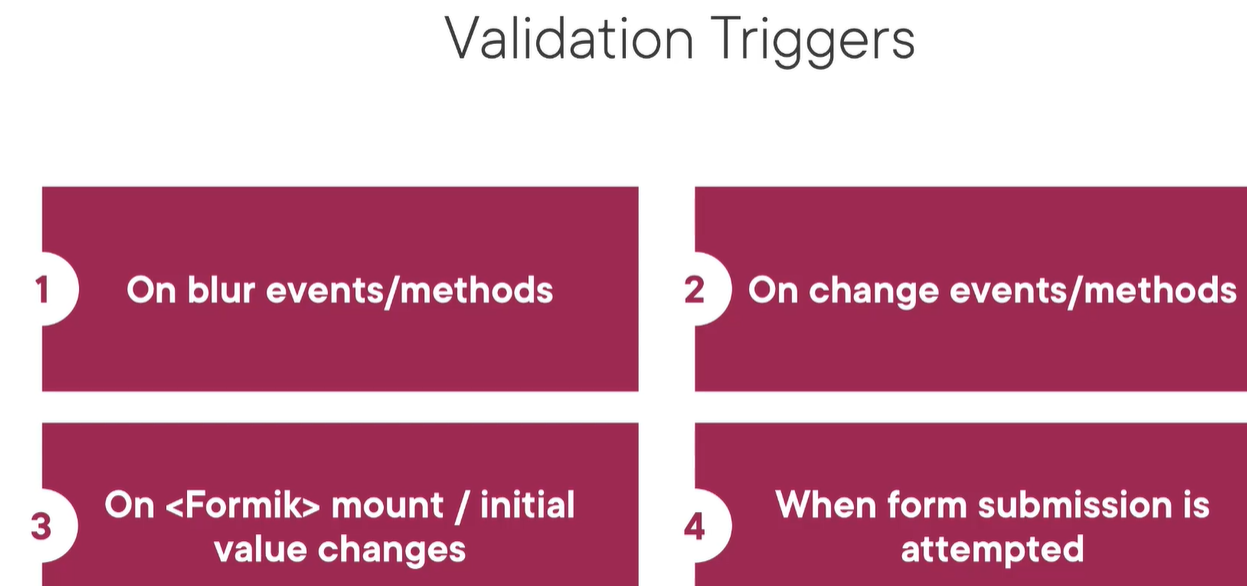 Validation Triggers
1
On blur events/methods
2
On change events/methods
3
On <Formik> mount / initial
value changes
4
When form submission is
attempted